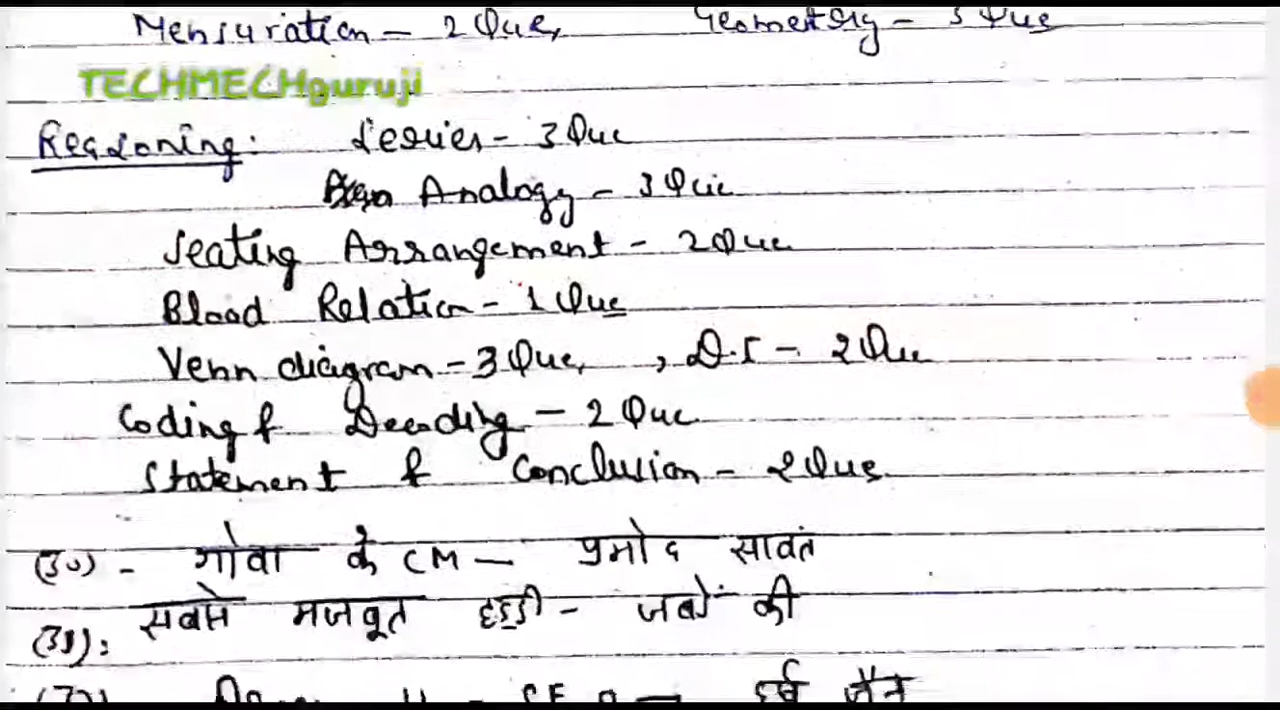 Mensuration - 2 Que, Geometry - 3 Que
TECHMECHguruji
Reasoning: Series - 3 Que
Analogy - 3 Que
Seating Arrangement - 2 Que
Blood Relation - 1 Que
Venn diagram - 3 Que, , D.I - 2 Que
Coding & Decoding - 2 Que
Statement & Conclusion - 2 Que
(30) - गोवा के CM - प्रमोद सावंत
(31): सबसे मजबूत हड्डी - जबड़ें की